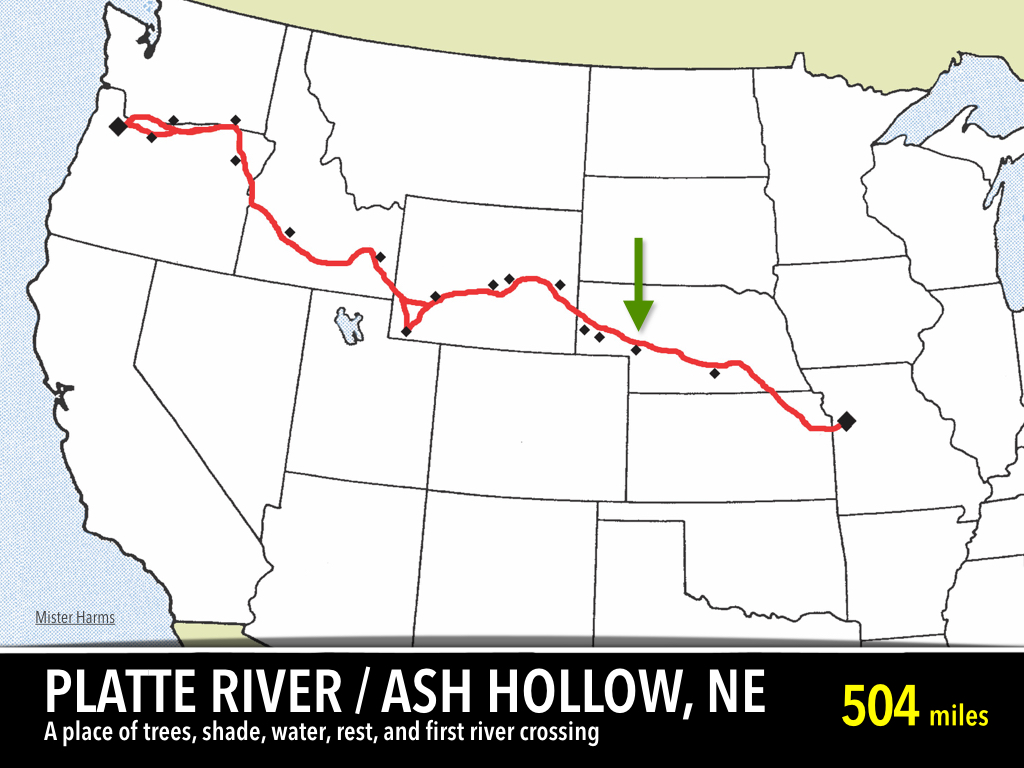 Mister Harms
PLATTE RIVER / ASH HOLLOW, NE
A place of trees, shade, water, rest, and first river crossing
504 miles